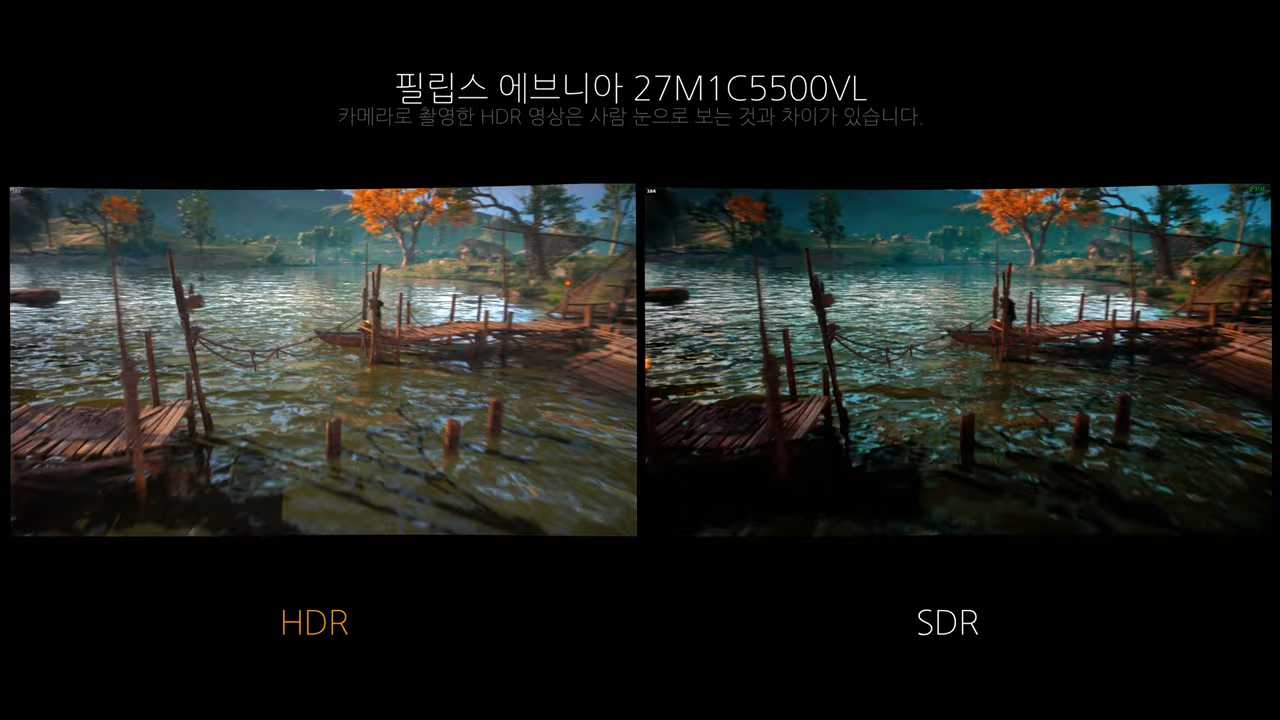 필립스 에브니아 27M1C5500VL
카메라로 촬영한 HDR 영상은 사람 눈으로 보는 것과 차이가 있습니다.
HDR
SDR